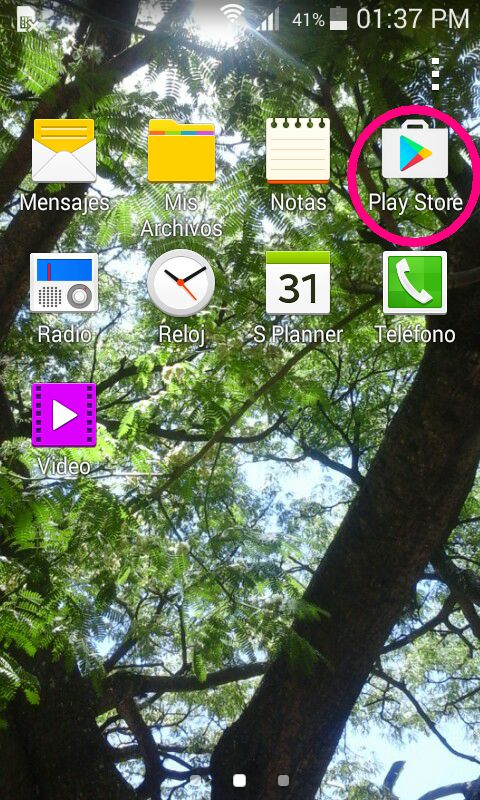 41% 01:37 PM
Mensajes
Mis
Archivos
Notas
Play Store
Radio
Reloj
31
S Planner
Teléfono
Video